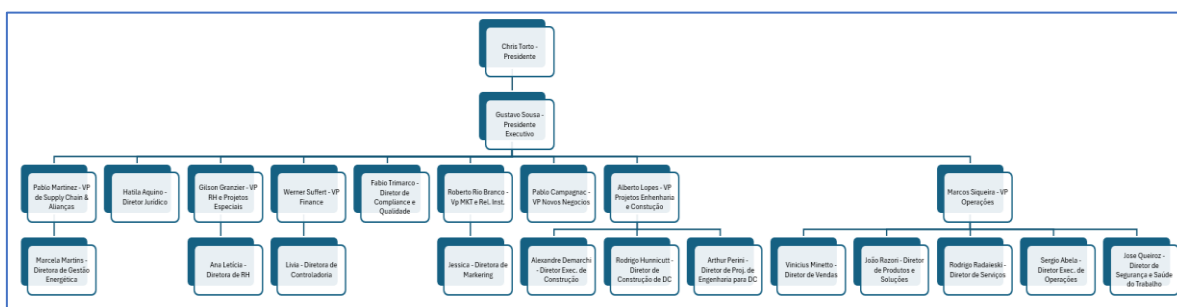 Chris Torto -
Presidente
Gustavo Sousa -
Presidente
Executivo
Pablo Martinez - VP
de Supply Chain &
Alianças
Hatila Aquino -
Diretor Jurídico
Gilson Granzier - VP
RH e Projetos
Especiais
Werner Suffert - VP
Finance
Fabio Trimarco -
Diretor de
Compliance e
Qualidade
Roberto Rio Branco -
Vp MKT e Rel. Inst.
Pablo Campagnac -
VP Novos Negocios
Alberto Lopes - VP
Projetos Enhenharia
e Constução
Marcos Siqueira - VP
Operações
Marcela Martins -
Diretora de Gestão
Energética
Ana Letícia -
Diretora de RH
Livia - Diretora de
Controladoria
Jessica - Diretora de
Markering
Alexandre Demarchi
- Diretor Exec. de
Construção
Rodrigo Hunnicutt -
Diretor de
Construção de DC
Arthur Perini -
Diretor de Proj. de
Engenharia para DC
Vinicius Minetto -
Diretor de Vendas
João Razori - Diretor
de Produtos e
Soluções
Rodrigo Radaieski -
Diretor de Serviços
Sergio Abela -
Diretor Exec. de
Operações
Jose Queiroz -
Diretor de
Segurança e Saúde
do Trabalho